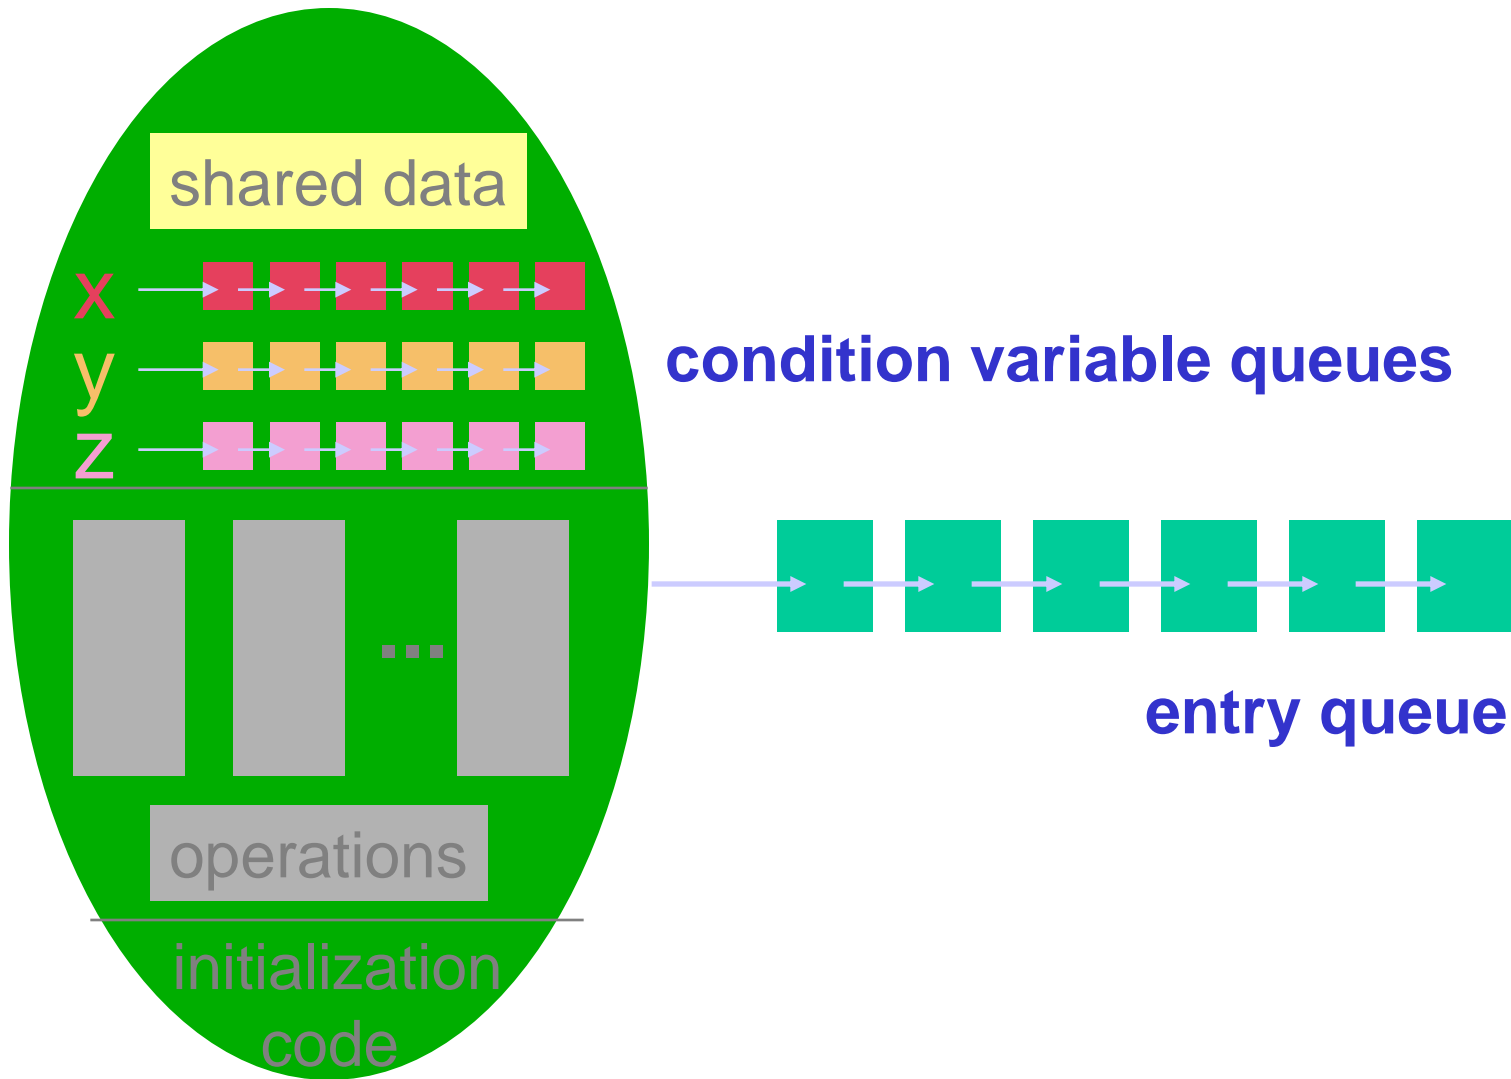 shared data
x
y
z
condition variable queues
...
entry queue
operations
initialization
code